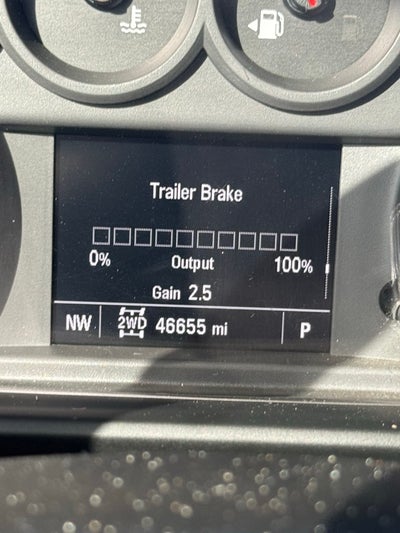 Trailer Brake
0% Output 100%
Gain 2.5
NW 2WD 46655 mi P